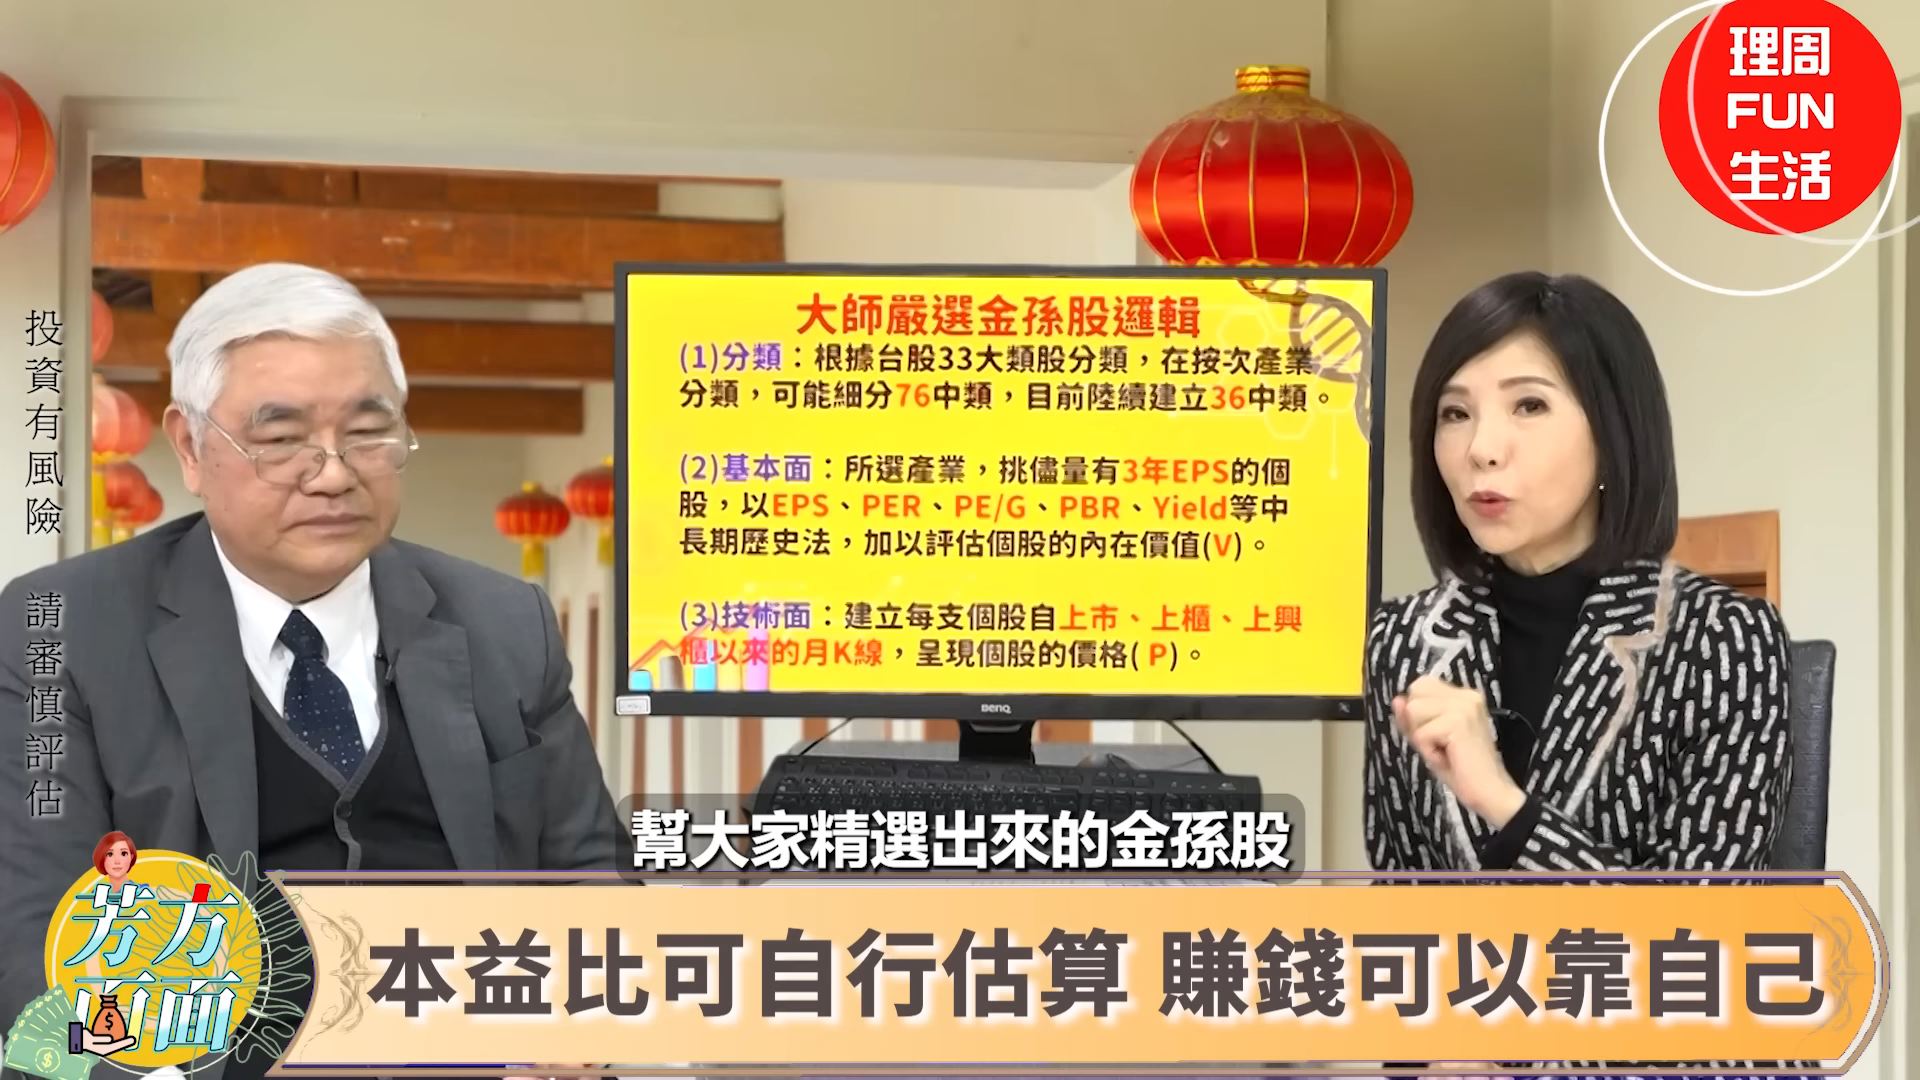 理周
FUN
生活
投資有風險 請審慎評估
大師嚴選金孫股邏輯
(1)分類：根據台股33大類股分類，在按次產業
分類，可能細分76中類，目前陸續建立36中類。
(2)基本面：所選產業，挑儘量有3年EPS的個
股，以EPS、PER、PE/G、PBR、Yield等中
長期歷史法，加以評估個股的內在價值(V)。
(3)技術面：建立每支個股自上市、上櫃、上興
櫃以來的月K線，呈現個股的價格( P)。
BenQ
幫大家精選出來的金孫股
芳方
面面
本益比可自行估算 賺錢可以靠自己